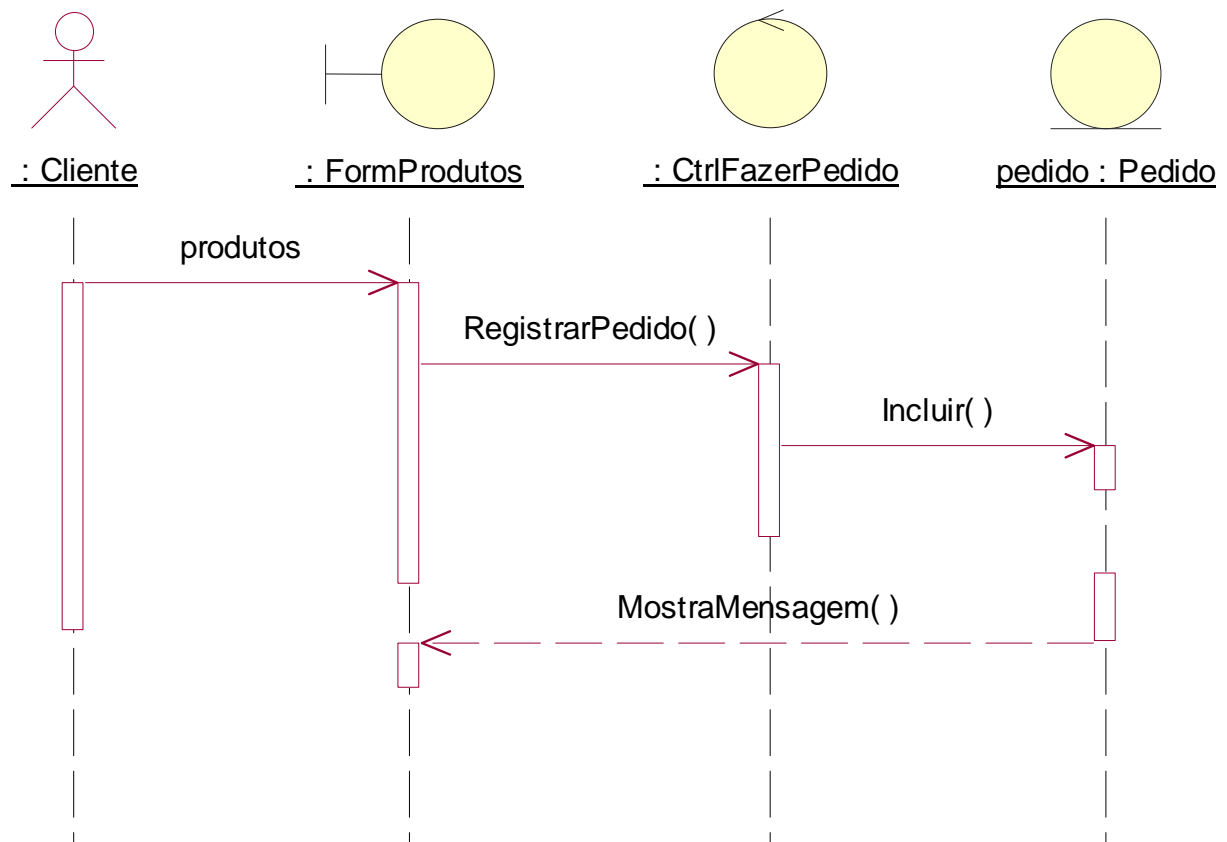 : Cliente
: FormProdutos
: CtrlFazerPedido
pedido : Pedido
produtos
RegistrarPedido( )
Incluir( )
MostraMensagem( )